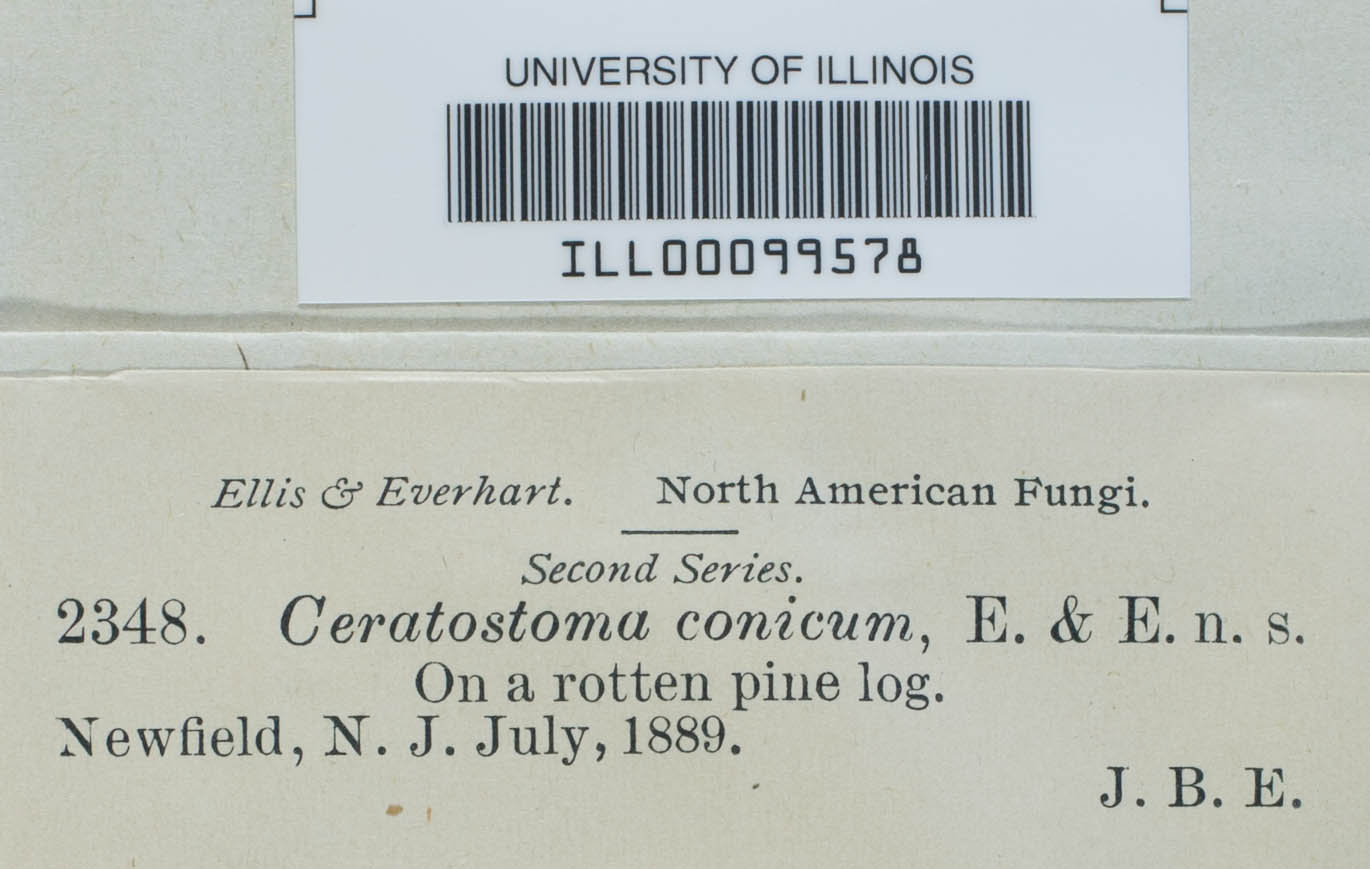 UNIVERSITY OF ILLINOIS
ILL00099578
Ellis & Everhart. North American Fungi.
Second Series.
2348. Ceratostoma conicum, E. & E. n. s.
On a rotten pine log.
Newfield, N. J. July, 1889.
J. B. E.